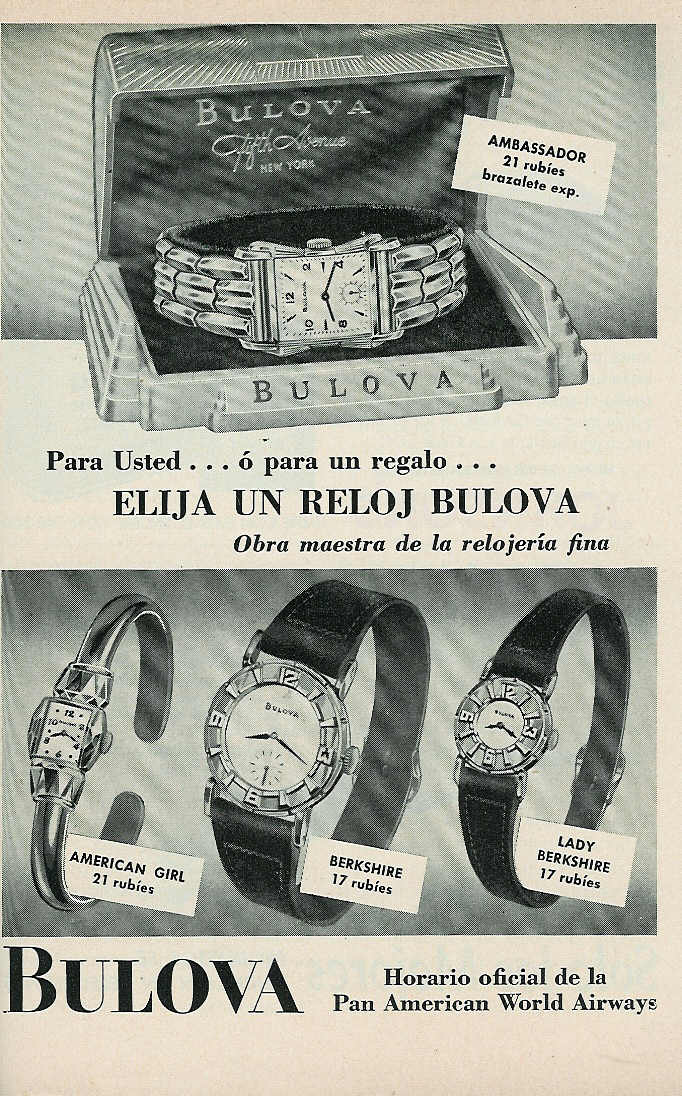 BULOVA
Fifth Avenue
NEW YORK
AMBASSADOR
21 rubíes
brazalete exp.
BULOVA
BULOVA
Para Usted . . . ó para un regalo . . .
ELIJA UN RELOJ BULOVA
Obra maestra de la relojería fina
BULOVA
BULOVA
AMERICAN GIRL
21 rubíes
BERKSHIRE
17 rubíes
LADY
BERKSHIRE
17 rubíes
BULOVA
Horario oficial de la
Pan American World Airways